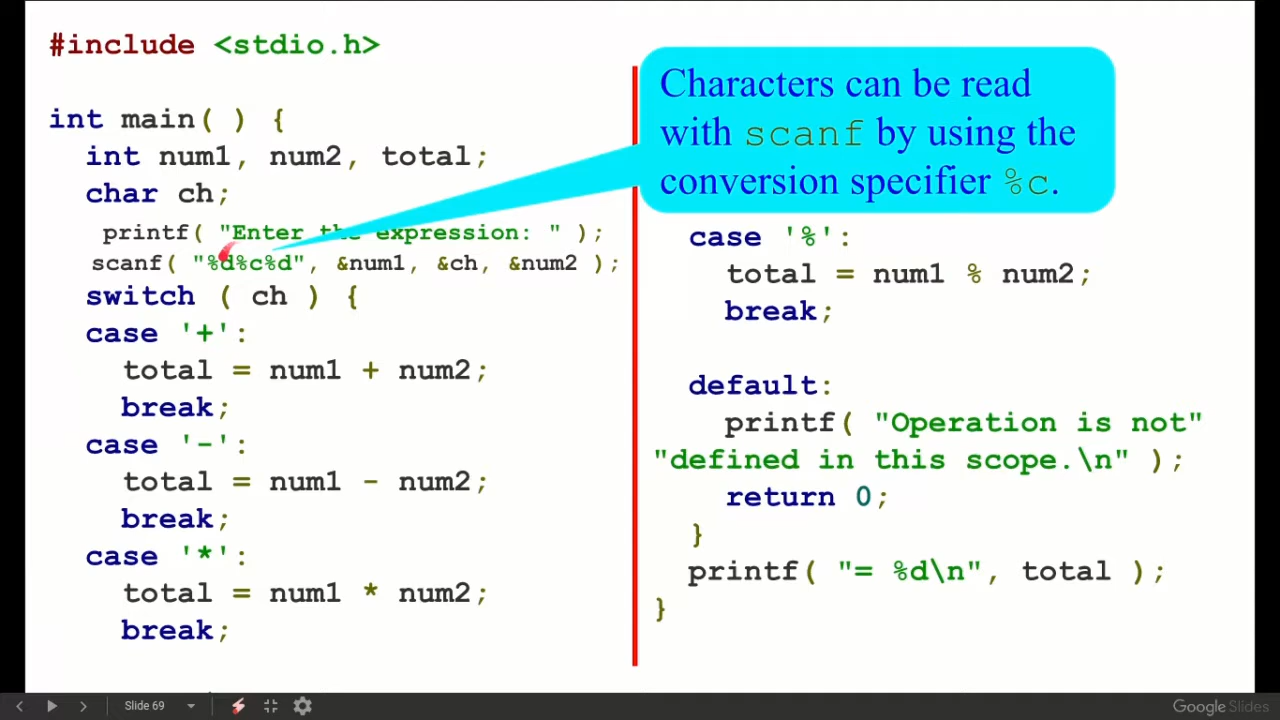 #include <stdio.h>
int main( ) {
int num1, num2, total;
char ch;
printf( "Enter the expression: " );
scanf( "%d%c%d", &num1, &ch, &num2 );
switch ( ch ) {
case '+':
total = num1 + num2;
break;
case '-':
total = num1 - num2;
break;
case '*':
total = num1 * num2;
break;
Characters can be read
with scanf by using the
conversion specifier %c.
case '%':
total = num1 % num2;
break;
default:
printf( "Operation is not"
"defined in this scope.\n" );
return 0;
}
printf( "= %d\n", total );
}
Slide 69
Google Slides